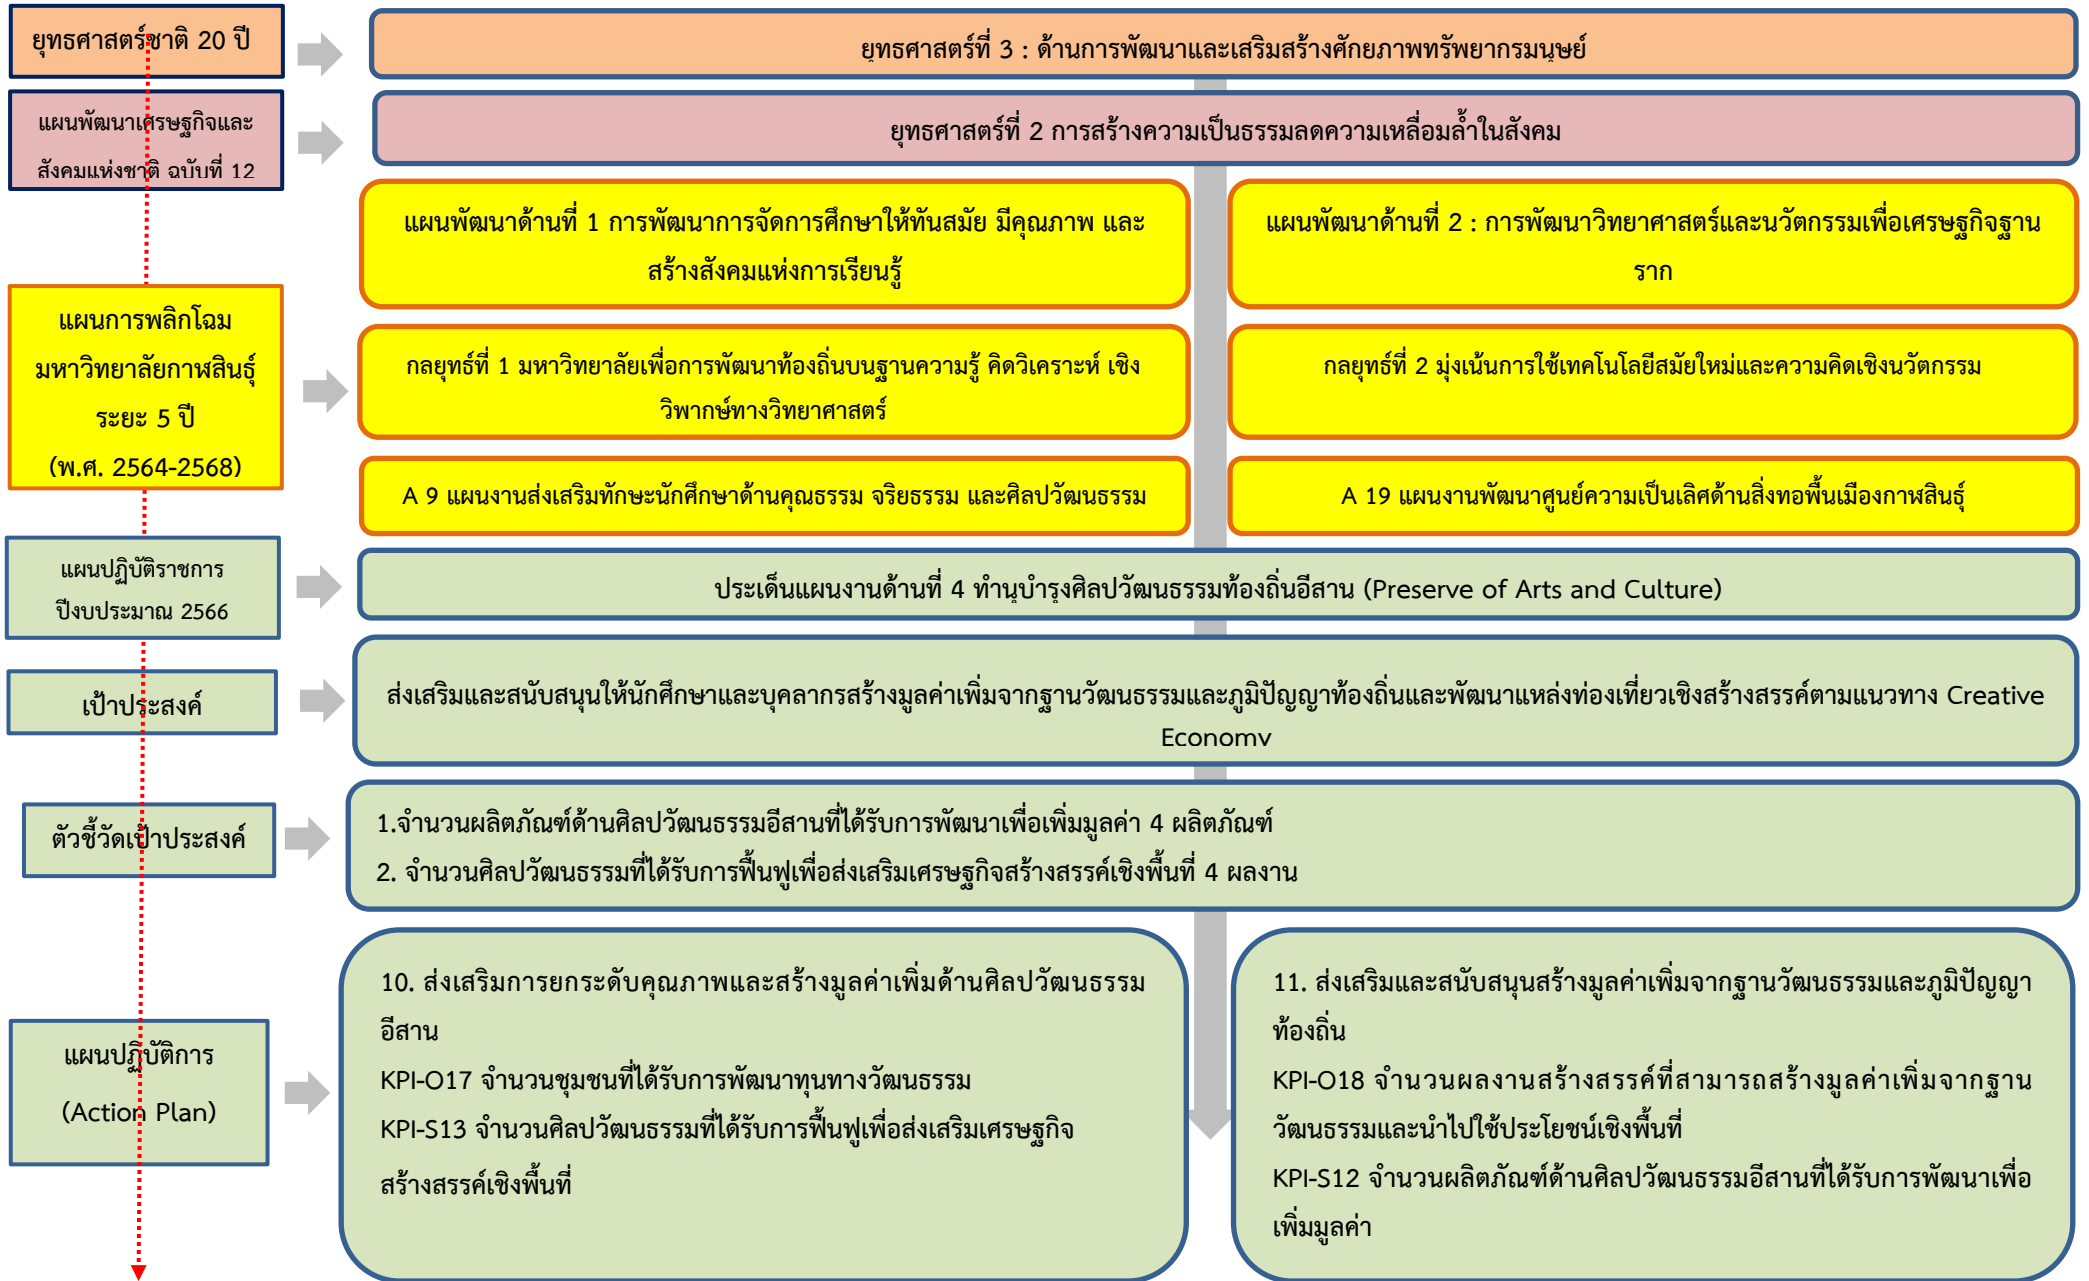 ยุทธศาสตร์ชาติ 20 ปี
ยุทธศาสตร์ที่ 3 : ด้านการพัฒนาและเสริมสร้างศักยภาพทรัพยากรมนุษย์
แผนพัฒนาเศรษฐกิจและ
สังคมแห่งชาติ ฉบับที่ 12
ยุทธศาสตร์ที่ 2 การสร้างความเป็นธรรมลดความเหลื่อมล้ำในสังคม
แผนพัฒนาด้านที่ 1 การพัฒนาการจัดการศึกษาให้ทันสมัย มีคุณภาพ และ
สร้างสังคมแห่งการเรียนรู้
แผนพัฒนาด้านที่ 2 : การพัฒนาวิทยาศาสตร์และนวัตกรรมเพื่อเศรษฐกิจฐาน
ราก
แผนการพลิกโฉม
มหาวิทยาลัยกาฬสินธุ์
ระยะ 5 ปี
(พ.ศ. 2564-2568)
กลยุทธ์ที่ 1 มหาวิทยาลัยเพื่อการพัฒนาท้องถิ่นบนฐานความรู้ คิดวิเคราะห์ เชิง
วิพากษ์ทางวิทยาศาสตร์
กลยุทธ์ที่ 2 มุ่งเน้นการใช้เทคโนโลยีสมัยใหม่และความคิดเชิงนวัตกรรม
A 9 แผนงานส่งเสริมทักษะนักศึกษาด้านคุณธรรม จริยธรรม และศิลปวัฒนธรรม
A 19 แผนงานพัฒนาศูนย์ความเป็นเลิศด้านสิ่งทอพื้นเมืองกาฬสินธุ์
แผนปฏิบัติราชการ
ปีงบประมาณ 2566
ประเด็นแผนงานด้านที่ 4 ทำนุบำรุงศิลปวัฒนธรรมท้องถิ่นอีสาน (Preserve of Arts and Culture)
เป้าประสงค์
ส่งเสริมและสนับสนุนให้นักศึกษาและบุคลากรสร้างมูลค่าเพิ่มจากฐานวัฒนธรรมและภูมิปัญญาท้องถิ่นและพัฒนาแหล่งท่องเที่ยวเชิงสร้างสรรค์ตามแนวทาง Creative
Economy
ตัวชี้วัดเป้าประสงค์
1.จำนวนผลิตภัณฑ์ด้านศิลปวัฒนธรรมอีสานที่ได้รับการพัฒนาเพื่อเพิ่มมูลค่า 4 ผลิตภัณฑ์
2. จำนวนศิลปวัฒนธรรมที่ได้รับการฟื้นฟูเพื่อส่งเสริมเศรษฐกิจสร้างสรรค์เชิงพื้นที่ 4 ผลงาน
แผนปฏิบัติการ
(Action Plan)
10. ส่งเสริมการยกระดับคุณภาพและสร้างมูลค่าเพิ่มด้านศิลปวัฒนธรรม
อีสาน
KPI-O17 จำนวนชุมชนที่ได้รับการพัฒนาทุนทางวัฒนธรรม
KPI-S13 จำนวนศิลปวัฒนธรรมที่ได้รับการฟื้นฟูเพื่อส่งเสริมเศรษฐกิจ
สร้างสรรค์เชิงพื้นที่
11. ส่งเสริมและสนับสนุนสร้างมูลค่าเพิ่มจากฐานวัฒนธรรมและภูมิปัญญา
ท้องถิ่น
KPI-O18 จำนวนผลงานสร้างสรรค์ที่สามารถสร้างมูลค่าเพิ่มจากฐาน
วัฒนธรรมและนำไปใช้ประโยชน์เชิงพื้นที่
KPI-S12 จำนวนผลิตภัณฑ์ด้านศิลปวัฒนธรรมอีสานที่ได้รับการพัฒนาเพื่อ
เพิ่มมูลค่า